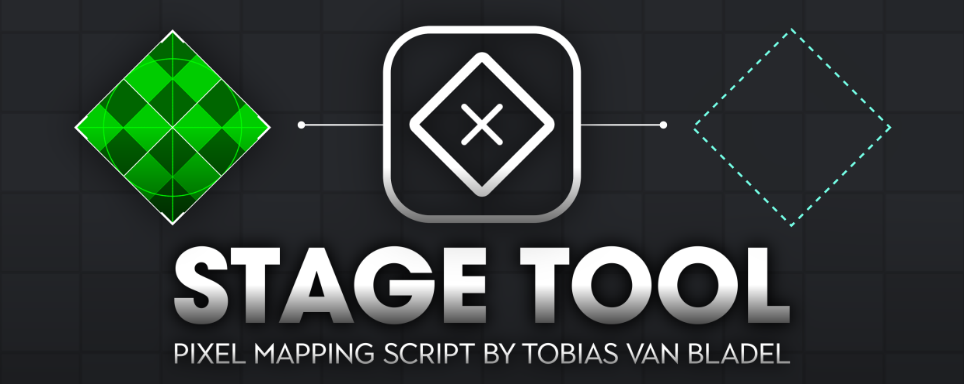 STAGE TOOL
PIXEL MAPPING SCRIPT BY TOBIAS VAN BLADEL